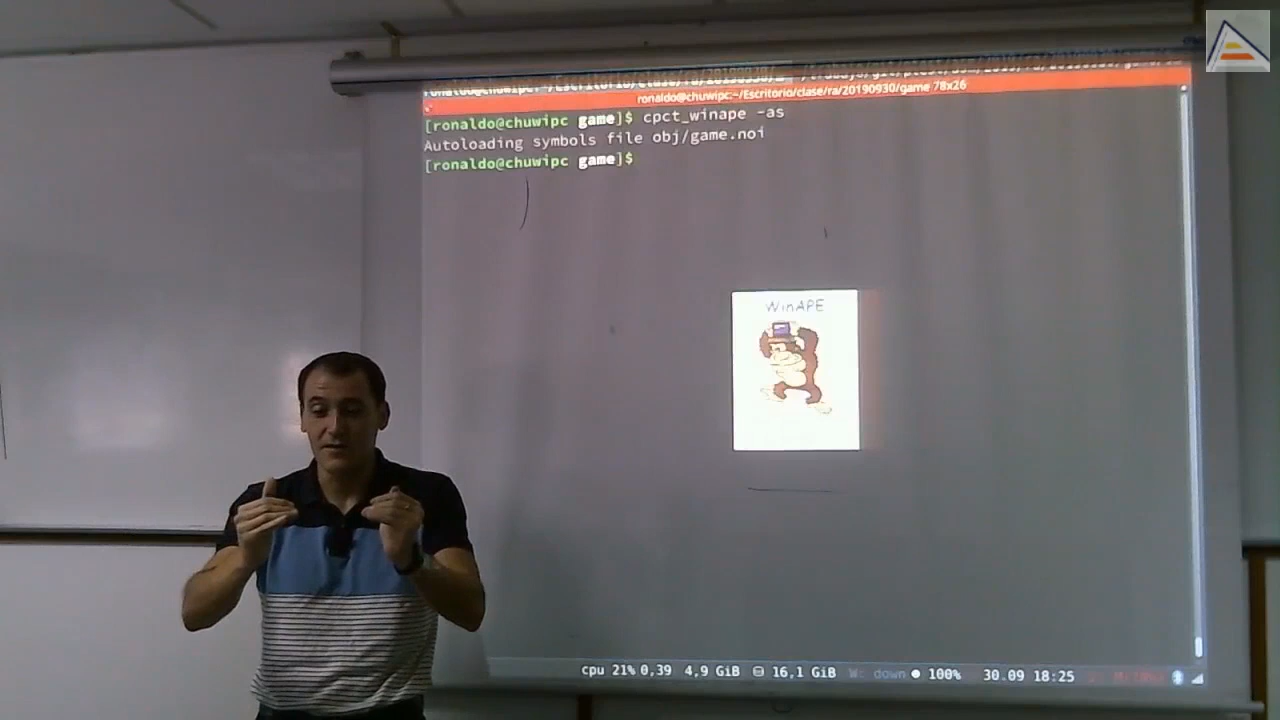 ronaldo@chuwipc:~/Escritorio/clase/ra/20190930/game 78x26
[ronaldo@chuwipc game]$ cpct_winape -as
Autoloading symbols file obj/game.noi
[ronaldo@chuwipc game]$
WinAPE
cpu 21% 0,39 4,9 GiB 16,1 GiB W: down 100% 30.09 18:25